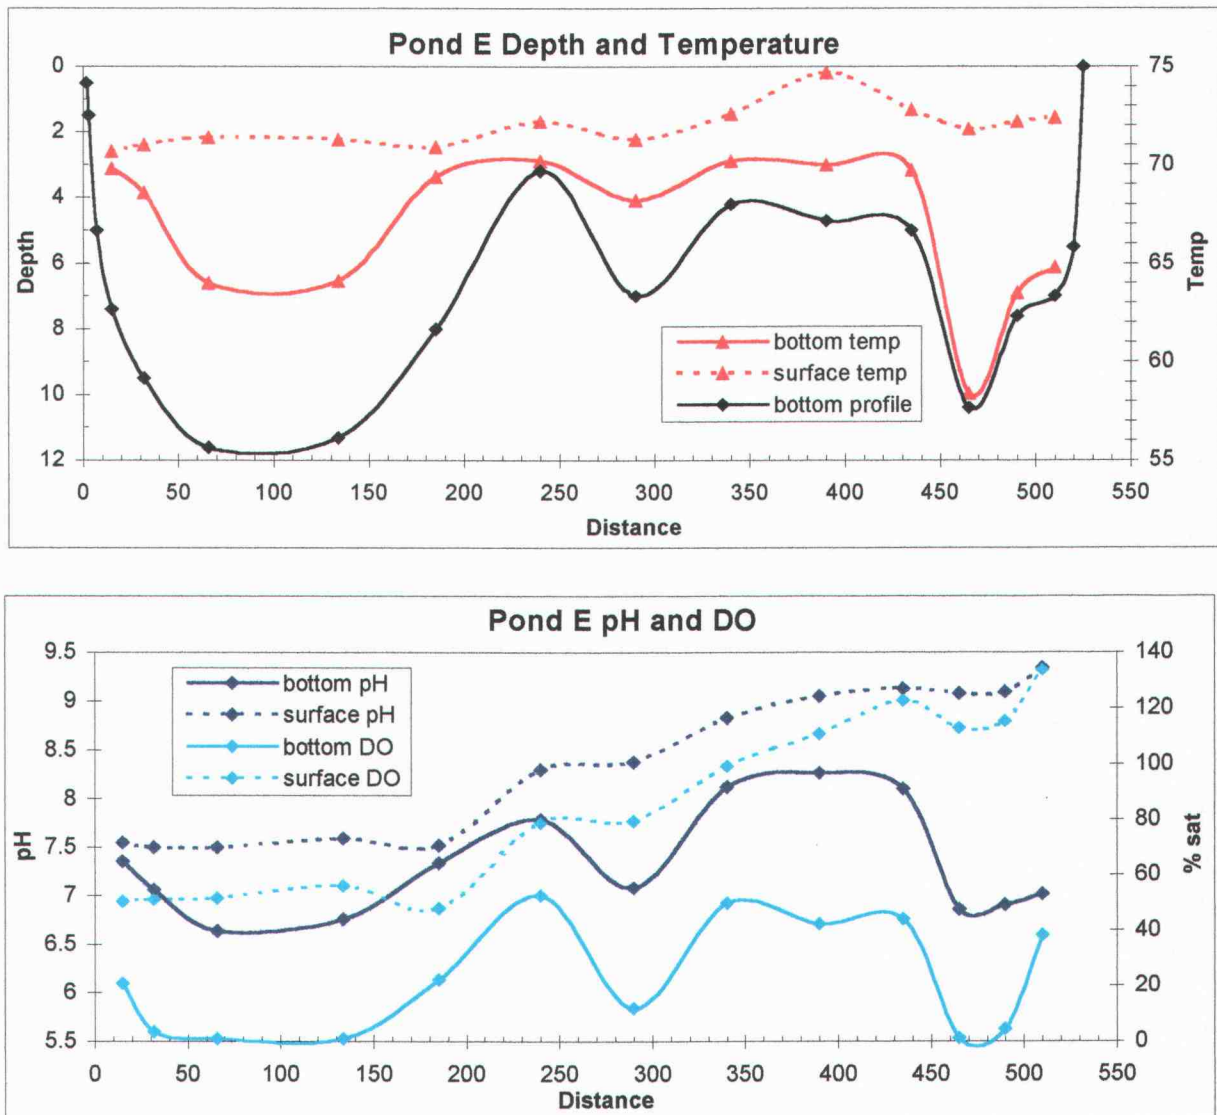 Pond E Depth and Temperature
0
2
4
6
8
10
12
Depth
75
70
65
60
55
Temp
bottom temp
surface temp
bottom profile
0 50 100 150 200 250 300 350 400 450 500 550
Distance
Pond E pH and DO
9.5
9
8.5
8
7.5
7
6.5
6
5.5
pH
bottom pH
surface pH
bottom DO
surface DO
140
120
100
80
60
40
20
0
% sat
0 50 100 150 200 250 300 350 400 450 500 550
Distance